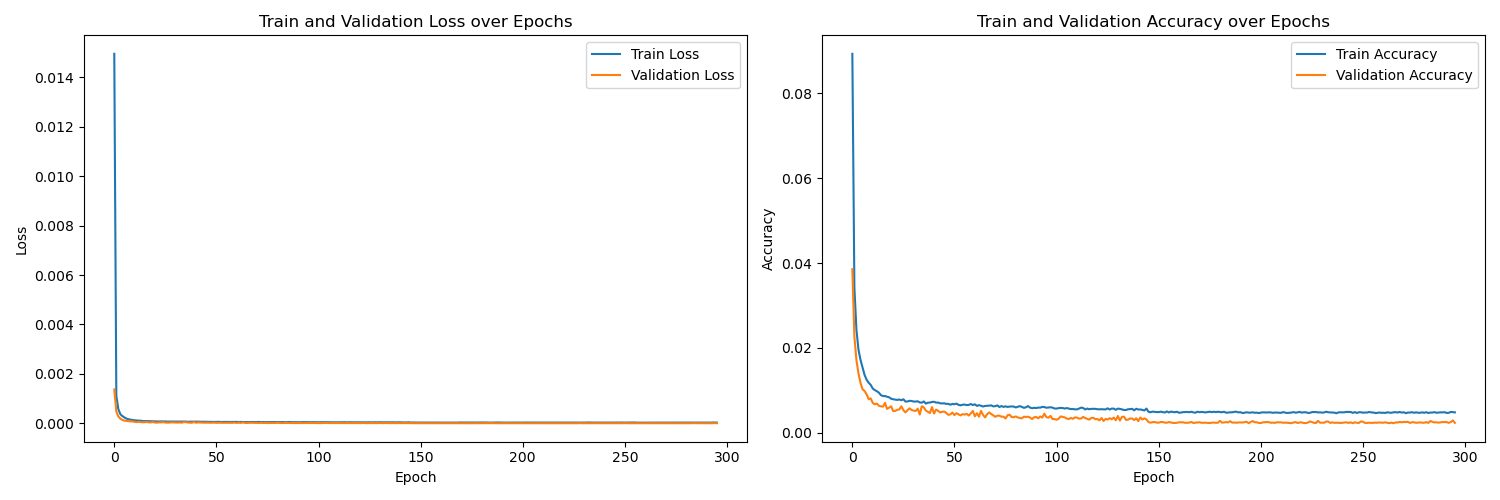 Train and Validation Loss over Epochs
Train Loss
Validation Loss
0.014
0.012
0.010
0.008
0.006
0.004
0.002
0.000
Loss
0
50
100
150
200
250
300
Epoch
Train and Validation Accuracy over Epochs
Train Accuracy
Validation Accuracy
0.08
0.06
0.04
0.02
0.00
Accuracy
0
50
100
150
200
250
300
Epoch